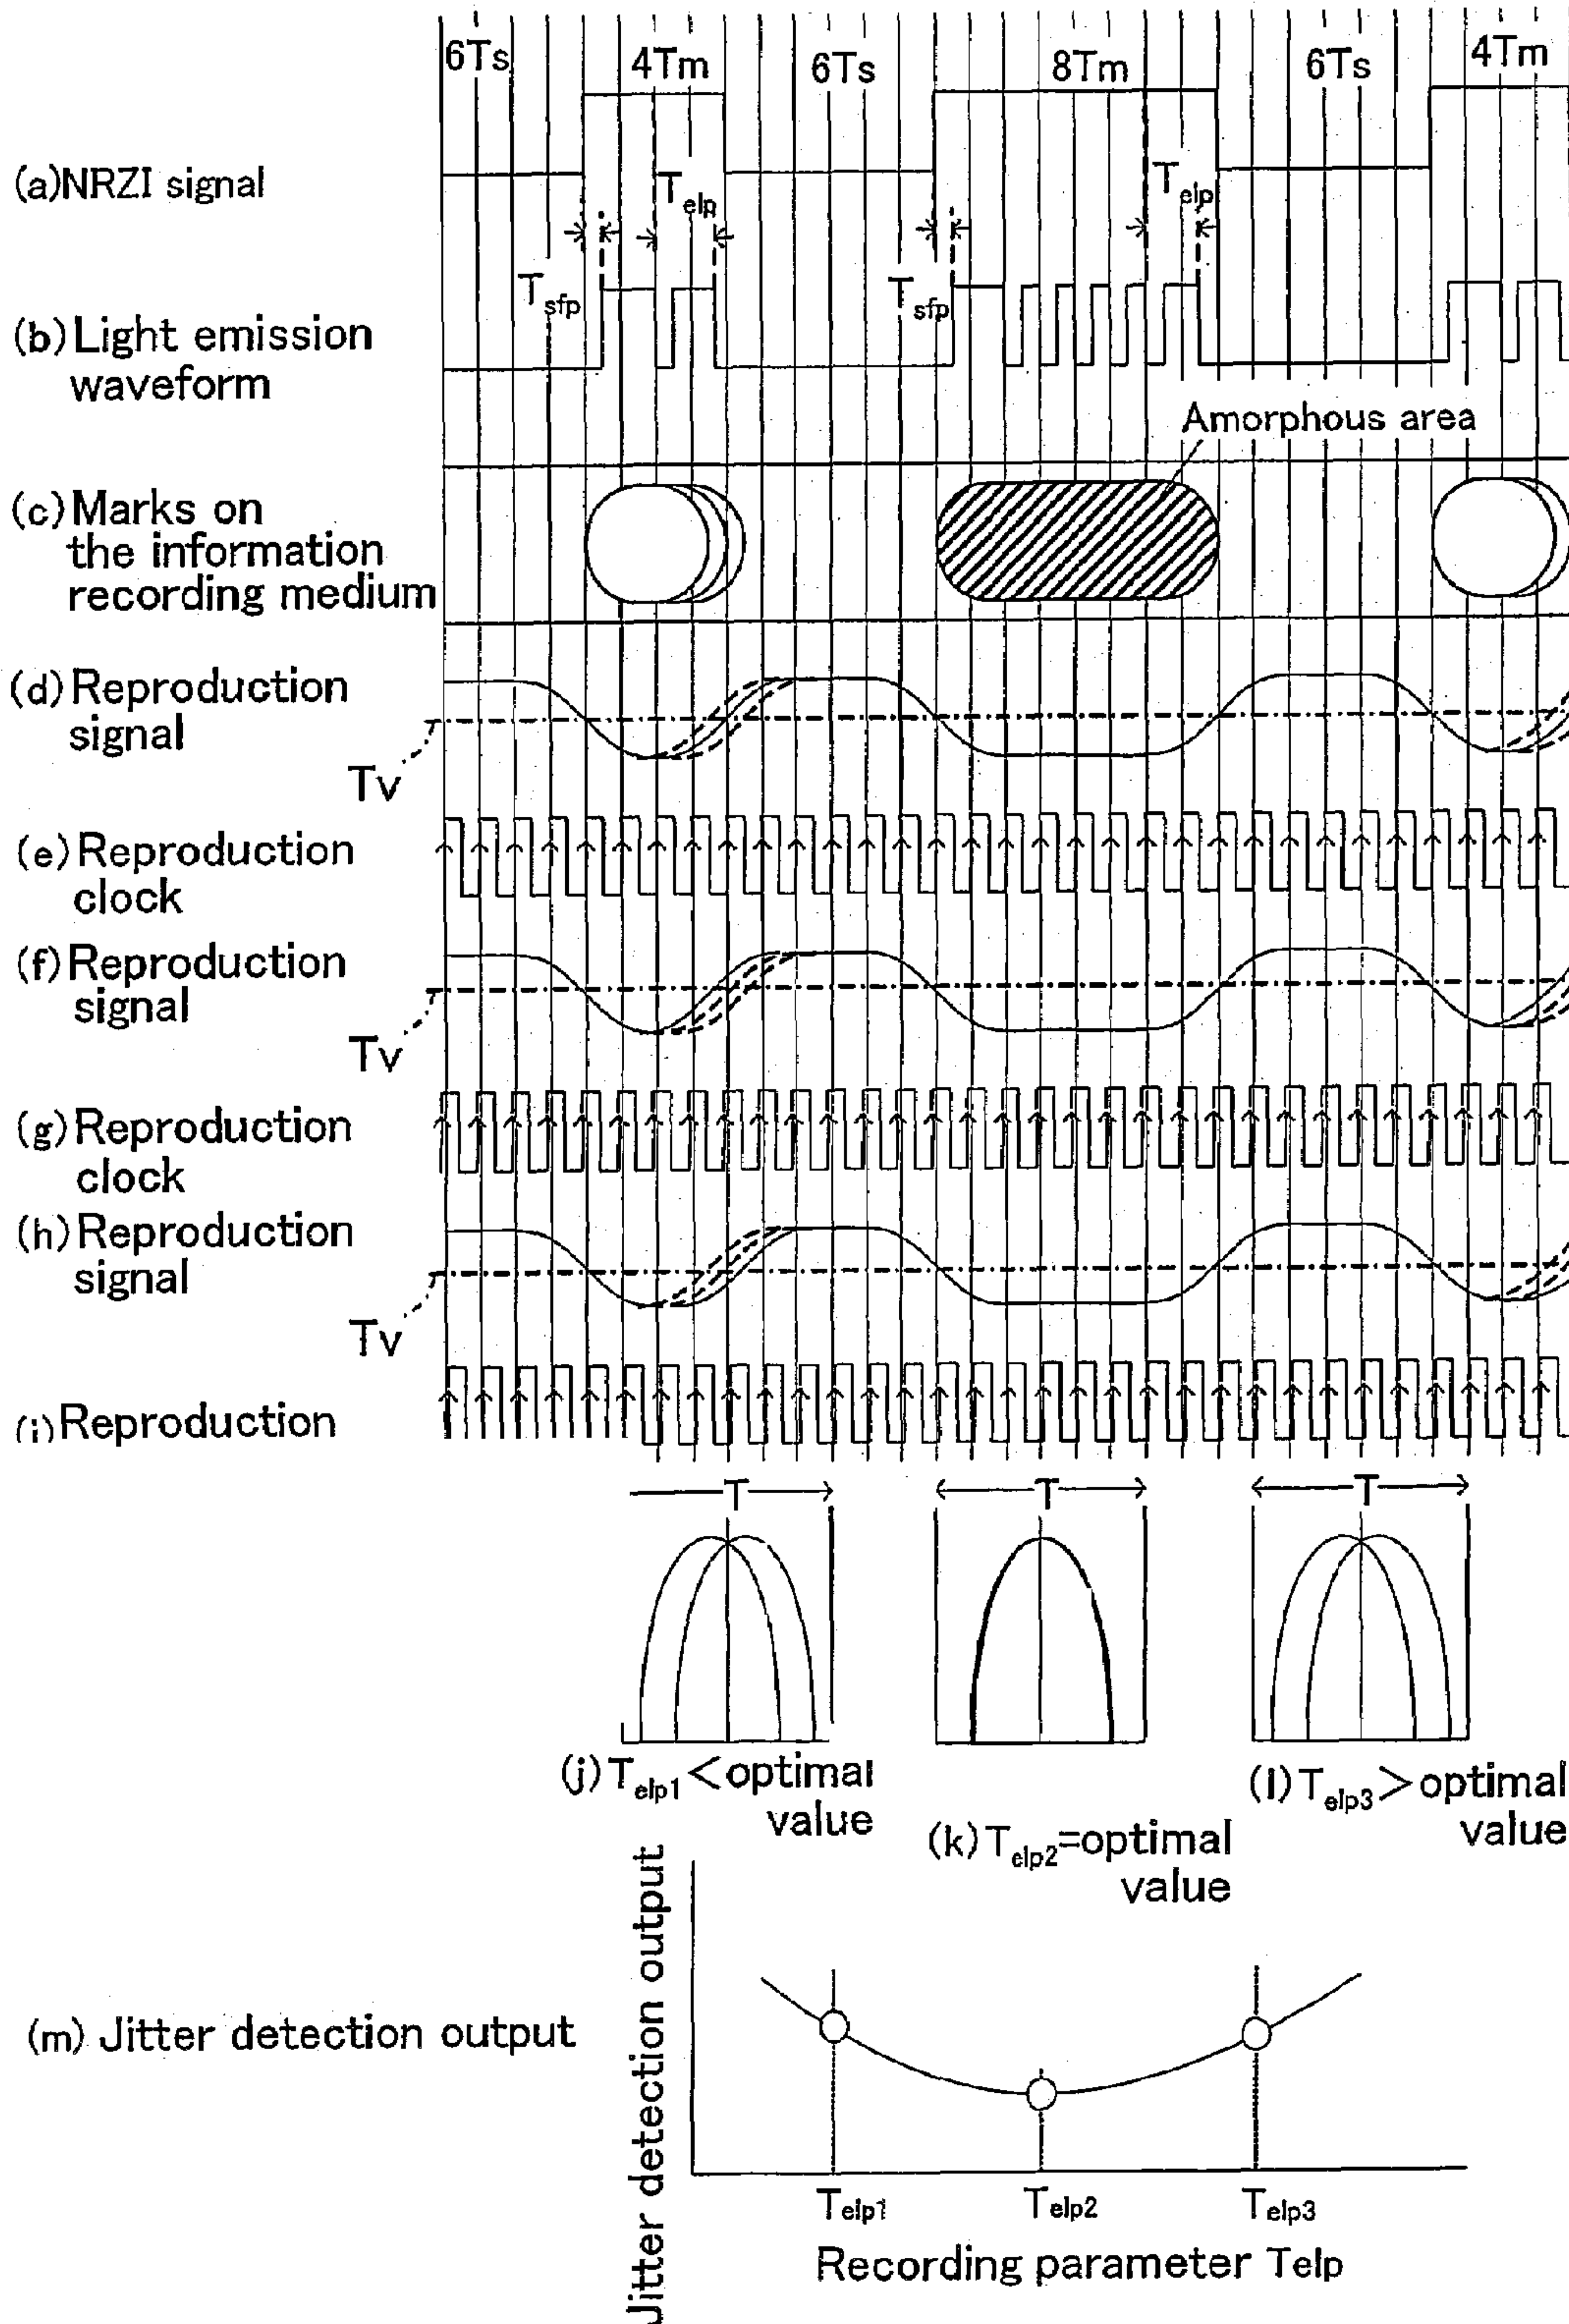 6Ts 4Tm 6Ts 8Tm 6Ts 4Tm
(a)NRZI signal
Telp Telp
Tsfp Tsfp
(b)Light emission
waveform
Amorphous area
(c)Marks on
the information
recording medium
(d)Reproduction
signal
Tv
(e)Reproduction
clock
(f)Reproduction
signal
Tv
(g)Reproduction
clock
(h)Reproduction
signal
Tv
(i)Reproduction
T T T
(j)Telp1<optimal
value
(k)Telp2=optimal
value
(l)Telp3>optimal
value
(m) Jitter detection output
Jitter detection output
Telp1 Telp2 Telp3
Recording parameter Telp